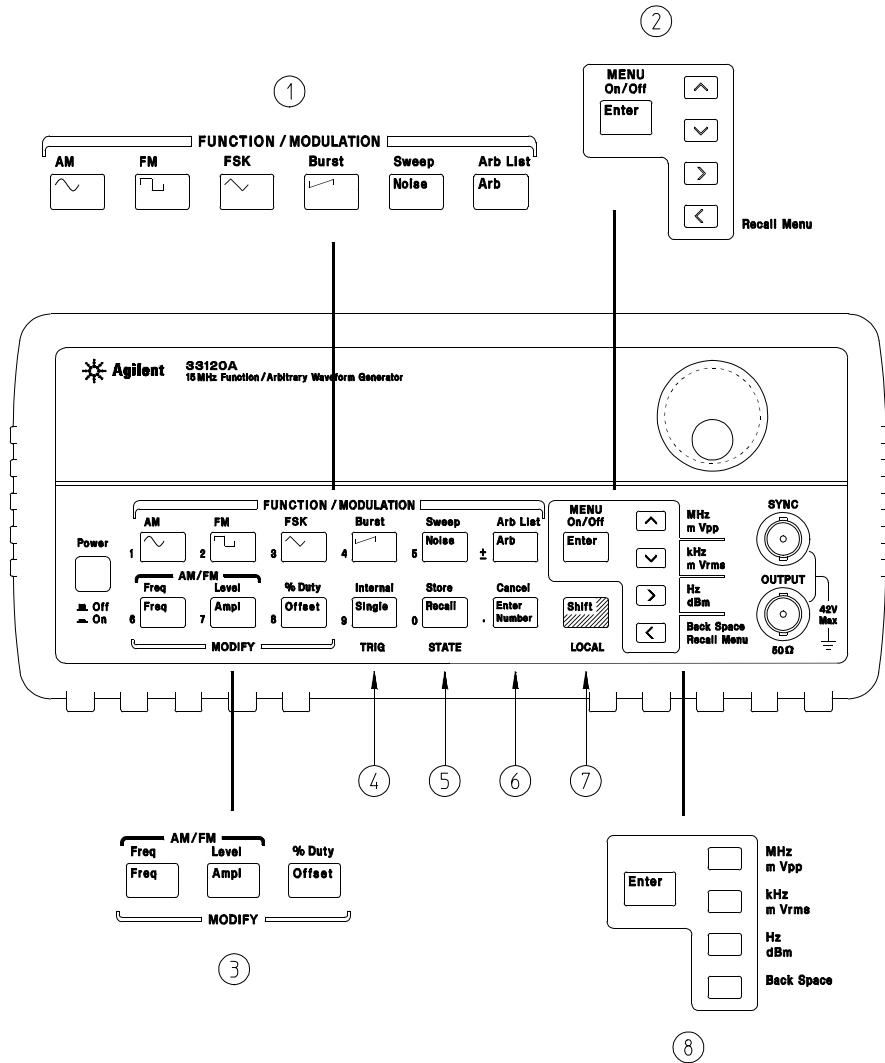 2
1
MENU
On/Off
Enter
Recall Menu
FUNCTION / MODULATION
AM FM FSK Burst Sweep Arb List
Noise Arb
Agilent
33120A
15 MHz Function / Arbitrary Waveform Generator
FUNCTION / MODULATION
AM FM FSK Burst Sweep Arb List
1 2 3 4 5 Noise ± Arb
Power
Off
On
AM/FM
Freq Level % Duty Internal Store Cancel
6 Freq 7 Ampl 8 Offset 9 Single 0 Recall . Enter Number
MODIFY TRIG STATE
MENU
On/Off
Enter
Shift
LOCAL
MHz
m Vpp
kHz
m Vrms
Hz
dBm
Back Space
Recall Menu
SYNC
OUTPUT
42V
Max
50Ω
4 5 6 7
AM/FM
Freq Level % Duty
Freq Ampl Offset
MODIFY
3
Enter
MHz
m Vpp
kHz
m Vrms
Hz
dBm
Back Space
8